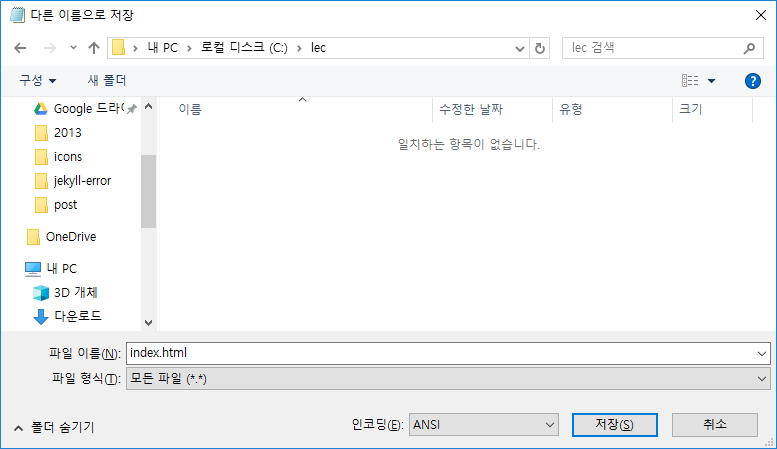 다른 이름으로 저장
내 PC 로컬 디스크 (C:) lec
lec 검색
구성 새 폴더
Google 드라이
2013
icons
jekyll-error
post
OneDrive
내 PC
3D 개체
다운로드
이름 수정한 날짜 유형 크기
일치하는 항목이 없습니다.
파일 이름(N): index.html
파일 형식(T): 모든 파일 (*.*)
폴더 숨기기 인코딩(E): ANSI 저장(S) 취소